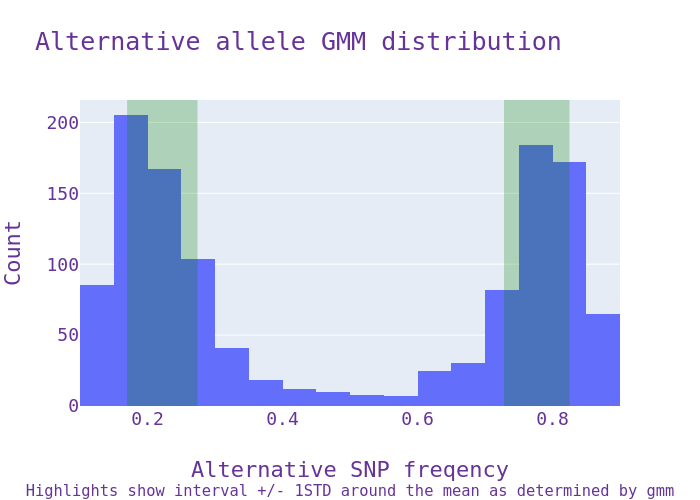 Alternative allele GMM distribution
200
150
100
50
0
Count
0.2
0.4
0.6
0.8
Alternative SNP freqency
Highlights show interval +/- 1STD around the mean as determined by gmm